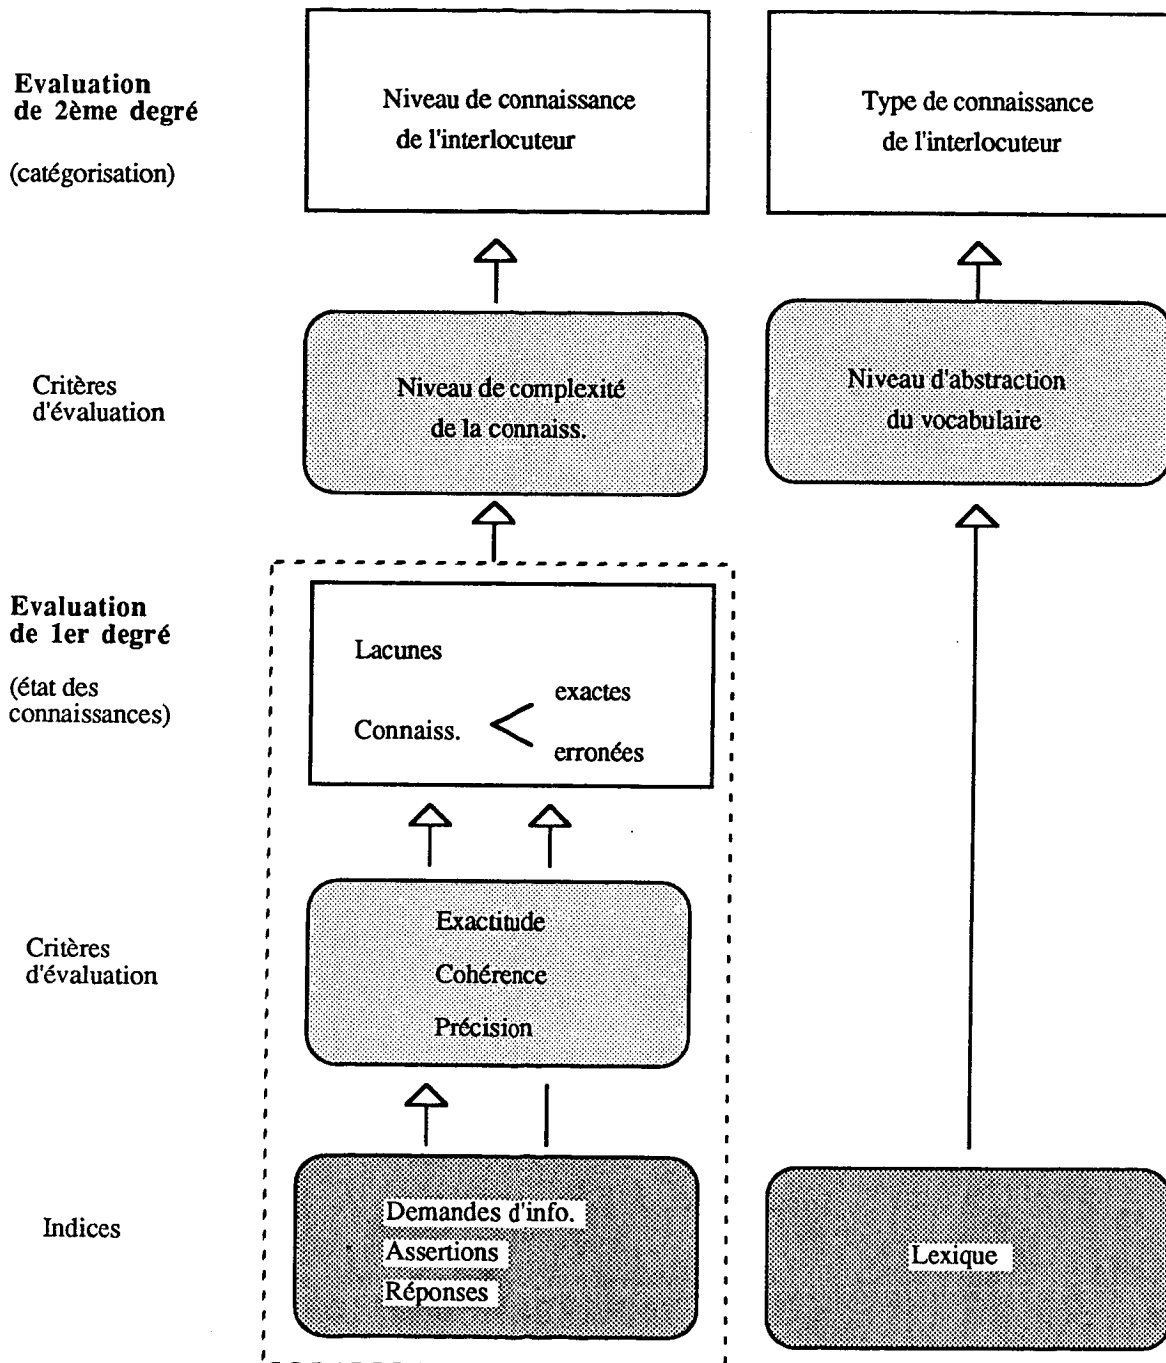 Evaluation
de 2ème degré
(catégorisation)
Niveau de connaissance
de l'interlocuteur
Type de connaissance
de l'interlocuteur
Critères
d'évaluation
Niveau de complexité
de la connaiss.
Niveau d'abstraction
du vocabulaire
Evaluation
de 1er degré
(état des
connaissances)
Lacunes
Connaiss.
exactes
erronées
Critères
d'évaluation
Exactitude
Cohérence
Précision
Indices
Demandes d'info.
Assertions
Réponses
Lexique